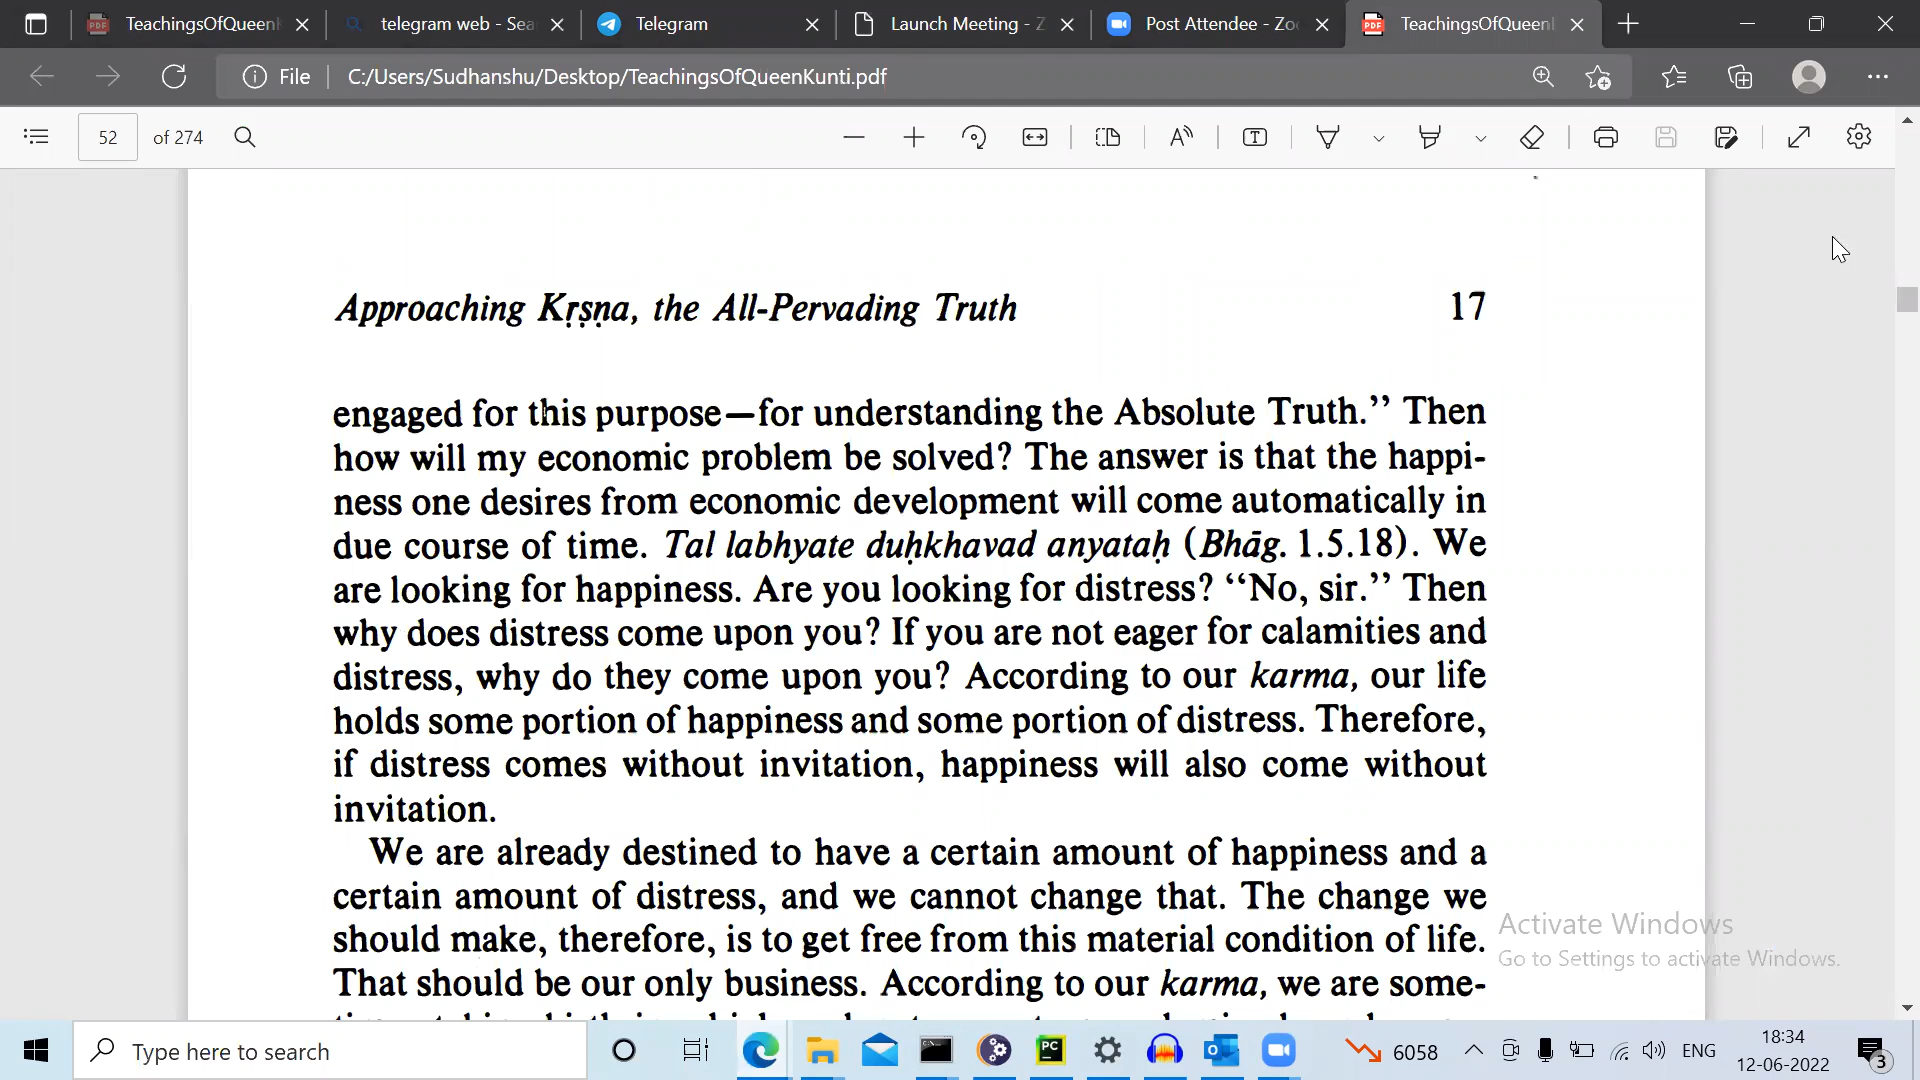 TeachingsOfQueenK
telegram web - Sea
Telegram
Launch Meeting - Z
Post Attendee - Zoo
TeachingsOfQueenK
File
C:/Users/Sudhanshu/Desktop/TeachingsOfQueenKunti.pdf
52
of 274
Approaching Kṛṣṇa, the All-Pervading Truth 17
engaged for this purpose—for understanding the Absolute Truth.’’ Then
how will my economic problem be solved? The answer is that the happi-
ness one desires from economic development will come automatically in
due course of time. Tal labhyate duḥkhavad anyataḥ (Bhāg. 1.5.18). We
are looking for happiness. Are you looking for distress? ‘‘No, sir.’’ Then
why does distress come upon you? If you are not eager for calamities and
distress, why do they come upon you? According to our karma, our life
holds some portion of happiness and some portion of distress. Therefore,
if distress comes without invitation, happiness will also come without
invitation.
We are already destined to have a certain amount of happiness and a
certain amount of distress, and we cannot change that. The change we
should make, therefore, is to get free from this material condition of life.
That should be our only business. According to our karma, we are some-
Activate Windows
Go to Settings to activate Windows.
Type here to search
6058
ENG
18:34
12-06-2022
3